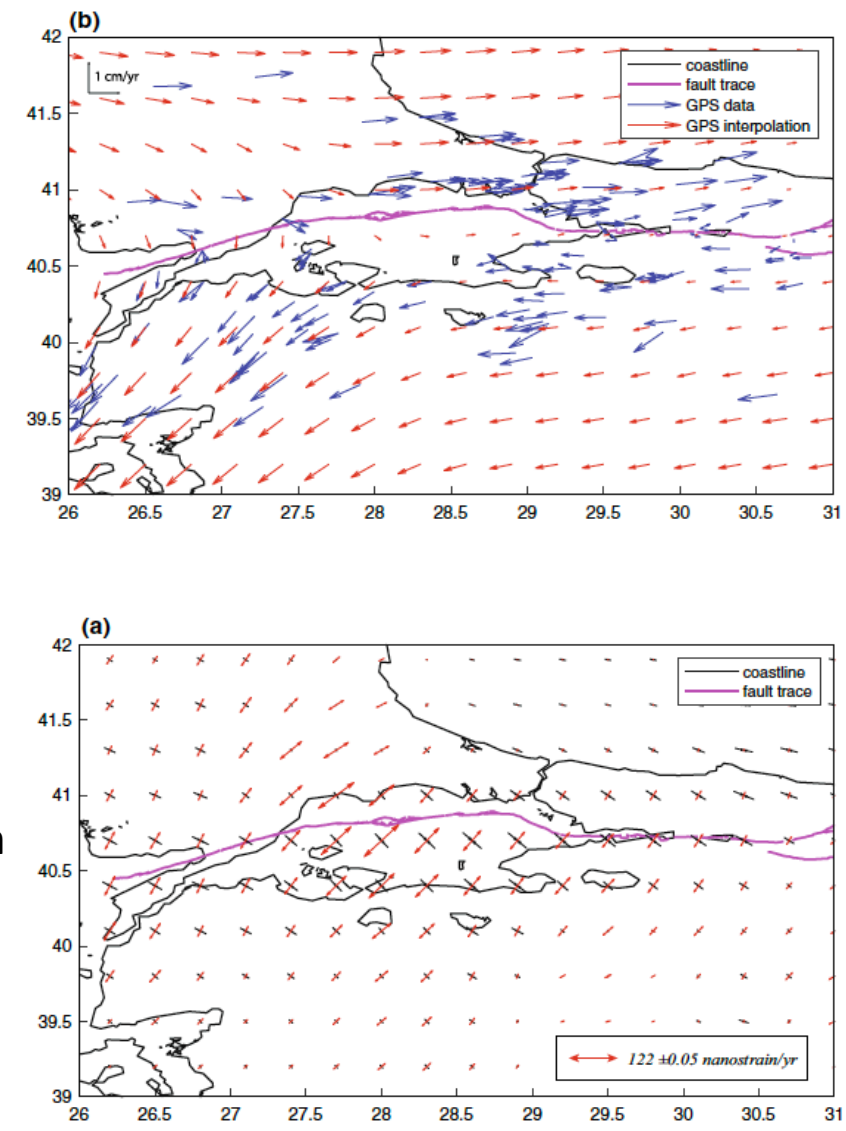 (b)
42
41.5
41
40.5
40
39.5
39
1 cm/yr
coastline
fault trace
GPS data
GPS interpolation
26 26.5 27 27.5 28 28.5 29 29.5 30 30.5 31
(a)
42
41.5
41
40.5
40
39.5
39
coastline
fault trace
122 ±0.05 nanostrain/yr
26 26.5 27 27.5 28 28.5 29 29.5 30 30.5 31